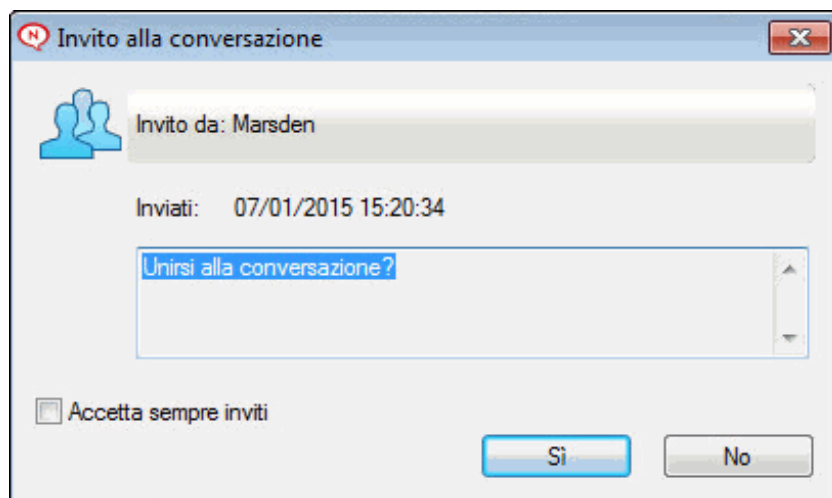 Invito alla conversazione
Invito da: Marsden
Inviati: 07/01/2015 15:20:34
Unirsi alla conversazione?
Accetta sempre inviti
Sì No